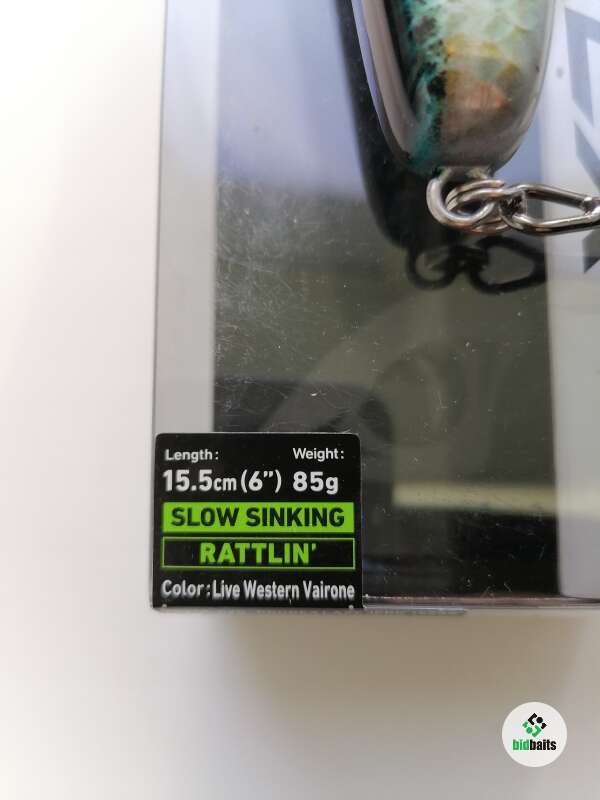 Length: Weight:
15.5cm (6") 85g
SLOW SINKING
RATTLIN'
Color: Live Western Vairone
bidbaits